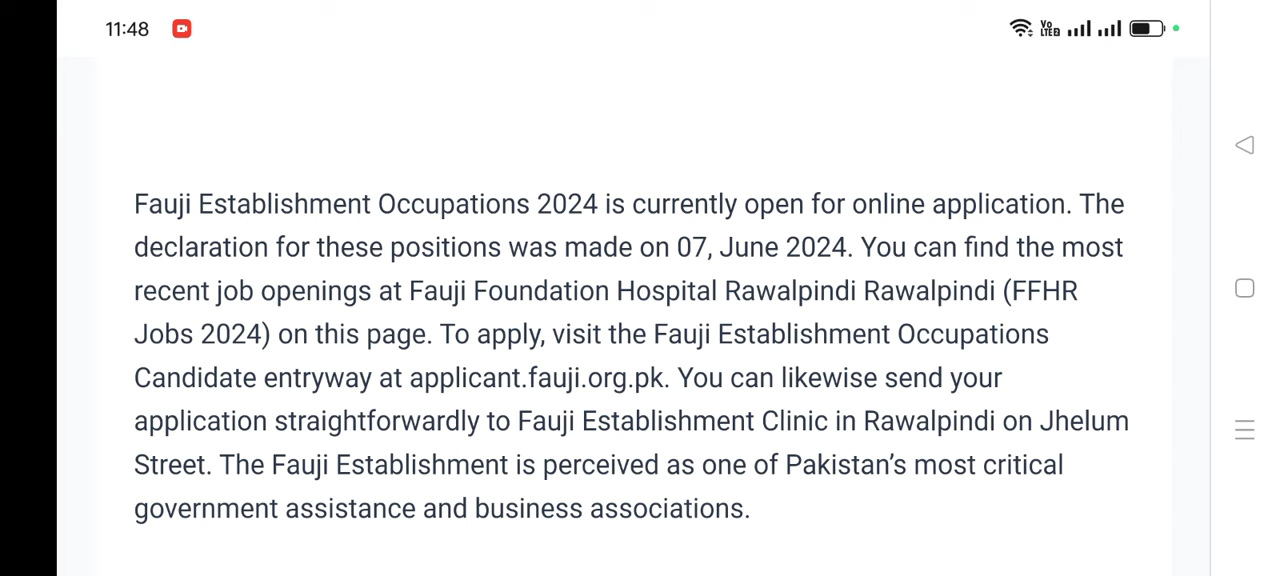 11:48
Vo
LTE2
Fauji Establishment Occupations 2024 is currently open for online application. The
declaration for these positions was made on 07, June 2024. You can find the most
recent job openings at Fauji Foundation Hospital Rawalpindi Rawalpindi (FFHR
Jobs 2024) on this page. To apply, visit the Fauji Establishment Occupations
Candidate entryway at applicant.fauji.org.pk. You can likewise send your
application straightforwardly to Fauji Establishment Clinic in Rawalpindi on Jhelum
Street. The Fauji Establishment is perceived as one of Pakistan’s most critical
government assistance and business associations.